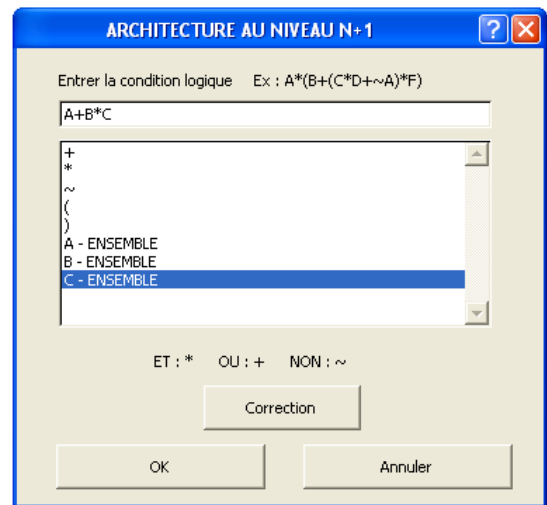 ARCHITECTURE AU NIVEAU N+1
Entrer la condition logique Ex : A*(B+(C*D+~A)*F)
A+B*C
+
*
~
(
)
A - ENSEMBLE
B - ENSEMBLE
C - ENSEMBLE
ET : * OU : + NON : ~
Correction
OK Annuler